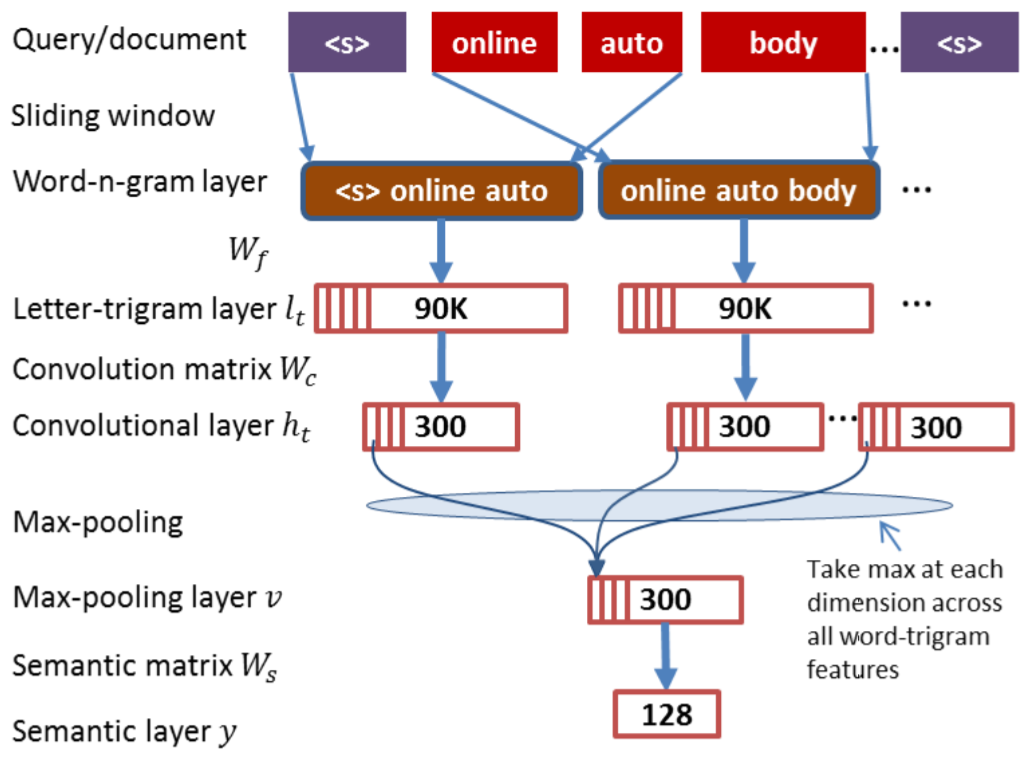 Query/document <s> online auto body ... <s>
Sliding window
Word-n-gram layer <s> online auto online auto body ...
W_f
Letter-trigram layer l_t 90K 90K ...
Convolution matrix W_c
Convolutional layer h_t 300 300 ... 300
Max-pooling
Take max at each
dimension across
all word-trigram
features
Max-pooling layer v 300
Semantic matrix W_s
Semantic layer y 128